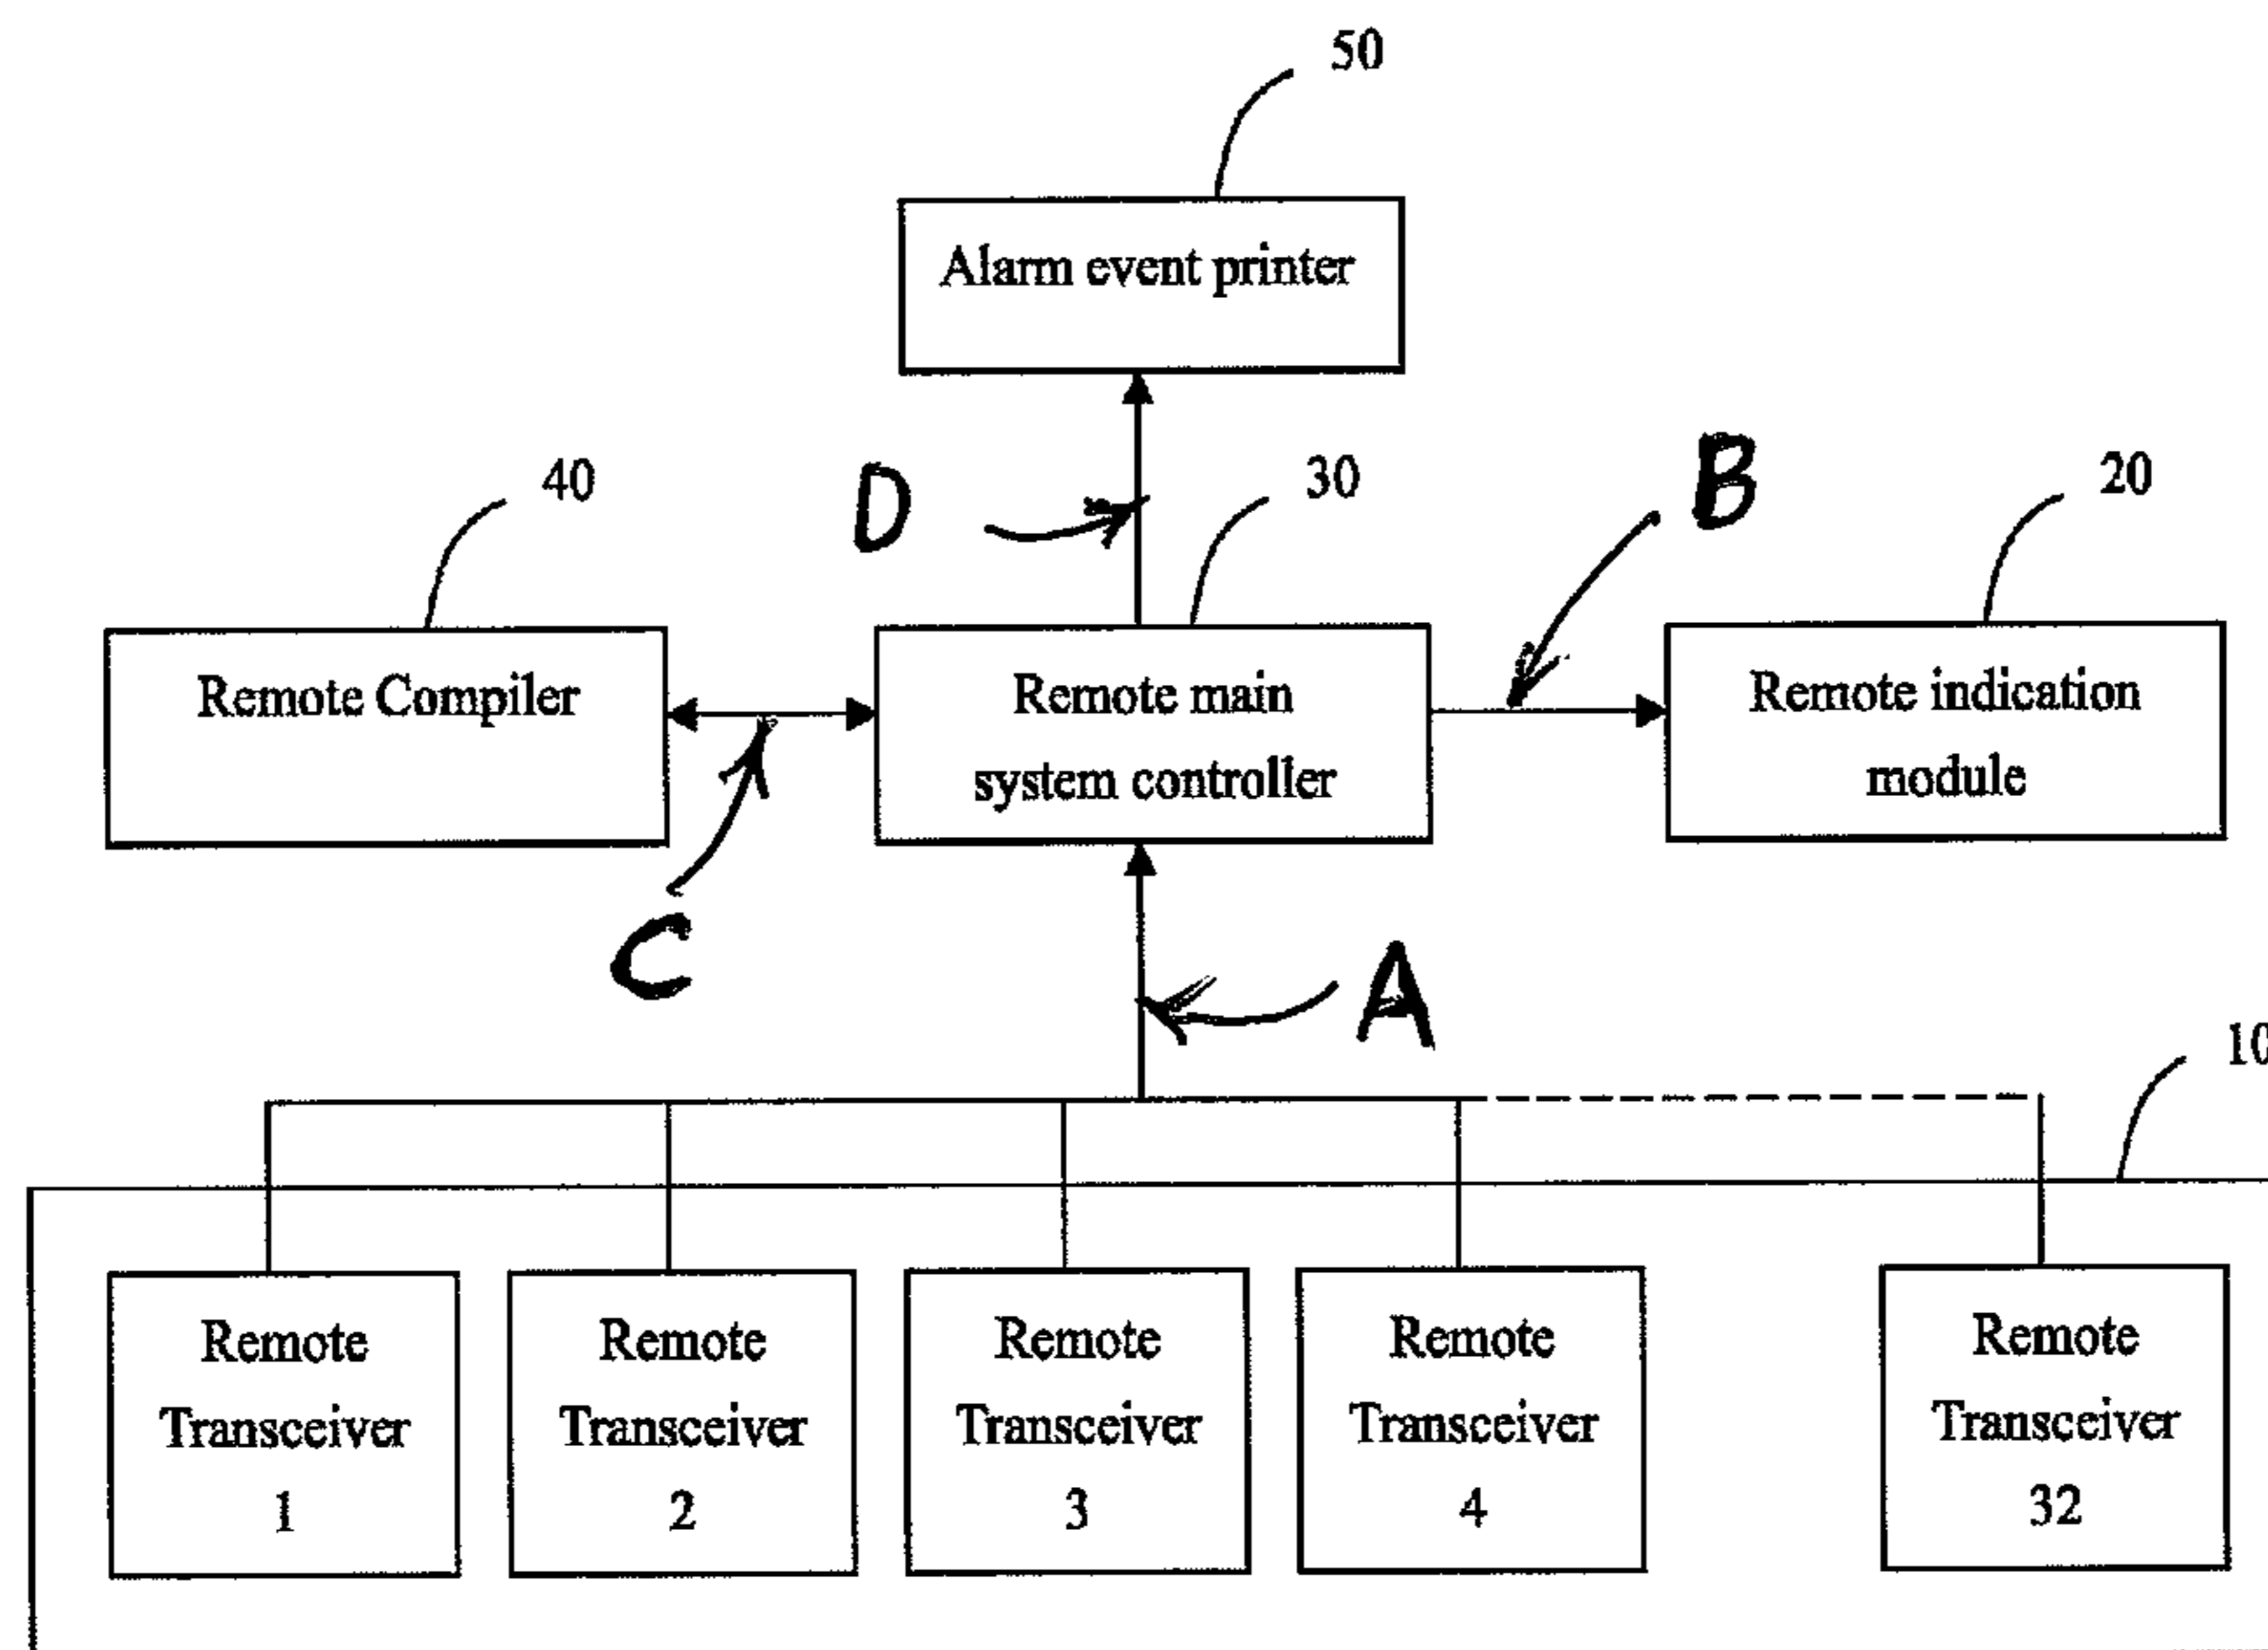 50
Alarm event printer
40
D
30
B
20
Remote Compiler
Remote main
system controller
Remote indication
module
C
A
10
Remote
Transceiver
1
Remote
Transceiver
2
Remote
Transceiver
3
Remote
Transceiver
4
Remote
Transceiver
32